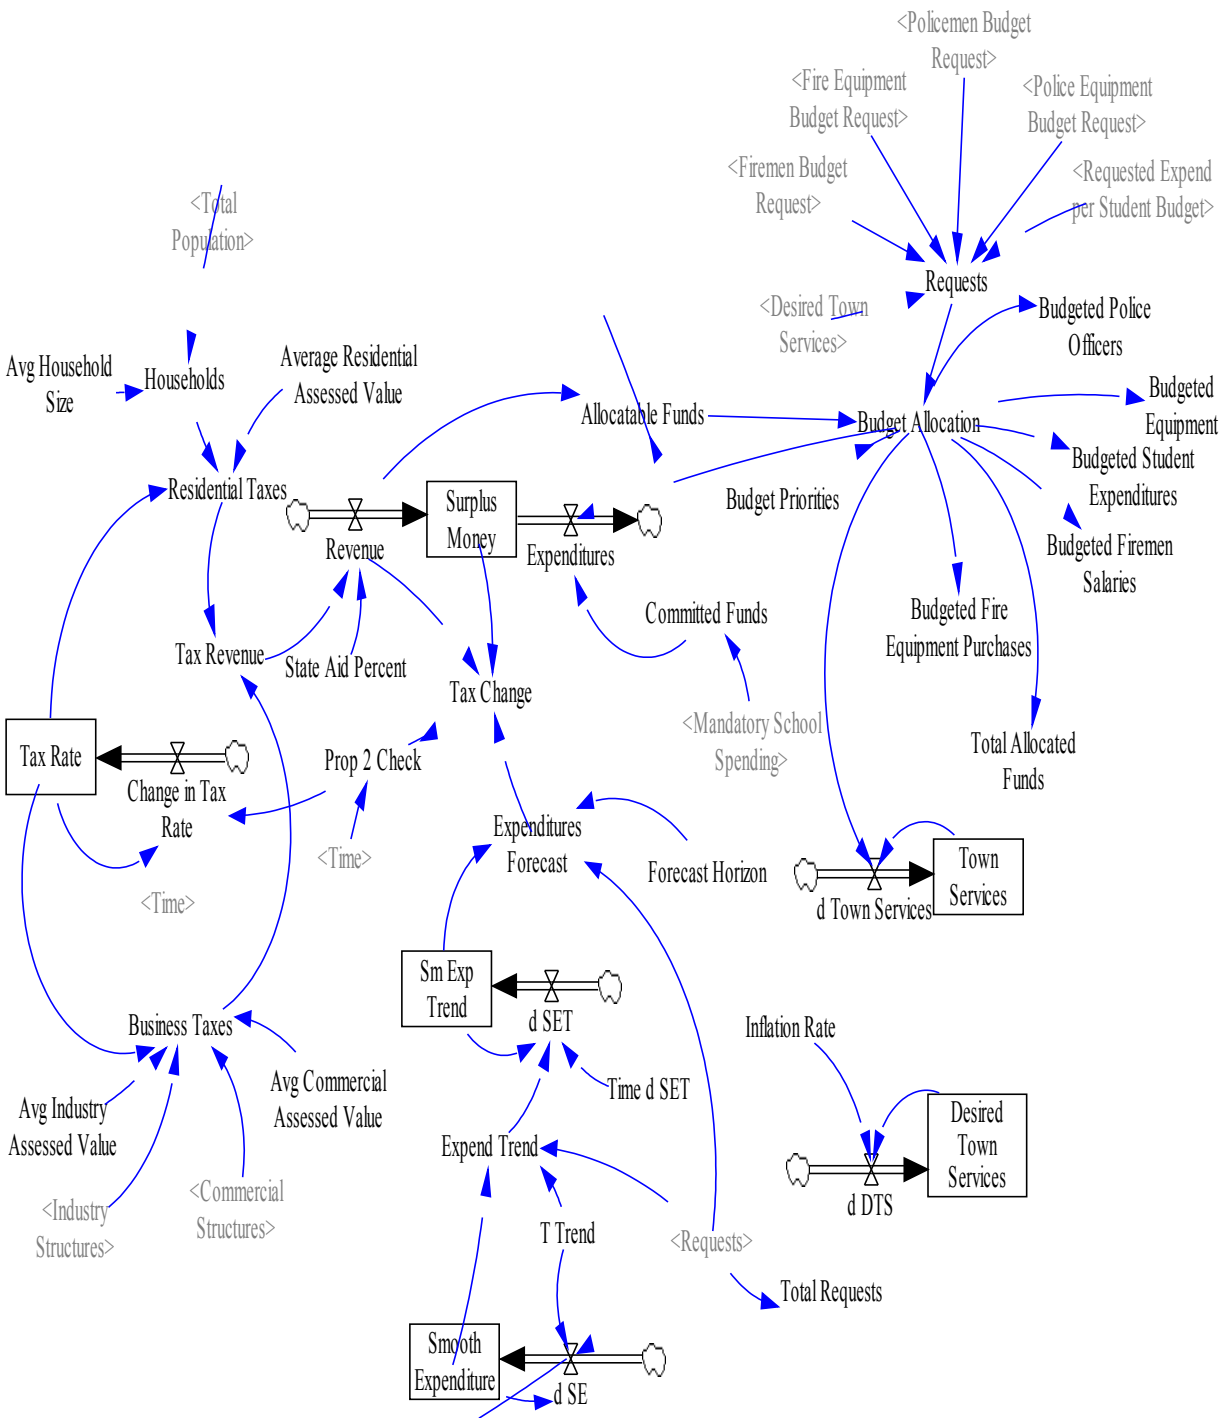 <Policemen Budget
Request>
<Fire Equipment
Budget Request>
<Police Equipment
Budget Request>
<Firemen Budget
Request>
<Requested Expend
per Student Budget>
<Total
Population>
Requests
<Desired Town
Services>
Budgeted Police
Officers
Avg Household
Size
Households
Average Residential
Assessed Value
Allocatable Funds
Budget Allocation
Budgeted
Equipment
Budgeted Student
Expenditures
Residential Taxes
Surplus
Money
Budget Priorities
Revenue
Expenditures
Budgeted Firemen
Salaries
Committed Funds
Budgeted Fire
Equipment Purchases
Tax Revenue
State Aid Percent
Tax Change
<Mandatory School
Spending>
Total Allocated
Funds
Tax Rate
Change in Tax
Rate
Prop 2 Check
<Time>
Expenditures
Forecast
Forecast Horizon
Town
Services
d Town Services
<Time>
Sm Exp
Trend
d SET
Business Taxes
Inflation Rate
Avg Industry
Assessed Value
Avg Commercial
Assessed Value
Time d SET
Desired
Town
Services
Expend Trend
<Industry
Structures>
<Commercial
Structures>
d DTS
T Trend
<Requests>
Total Requests
Smooth
Expenditure
d SE